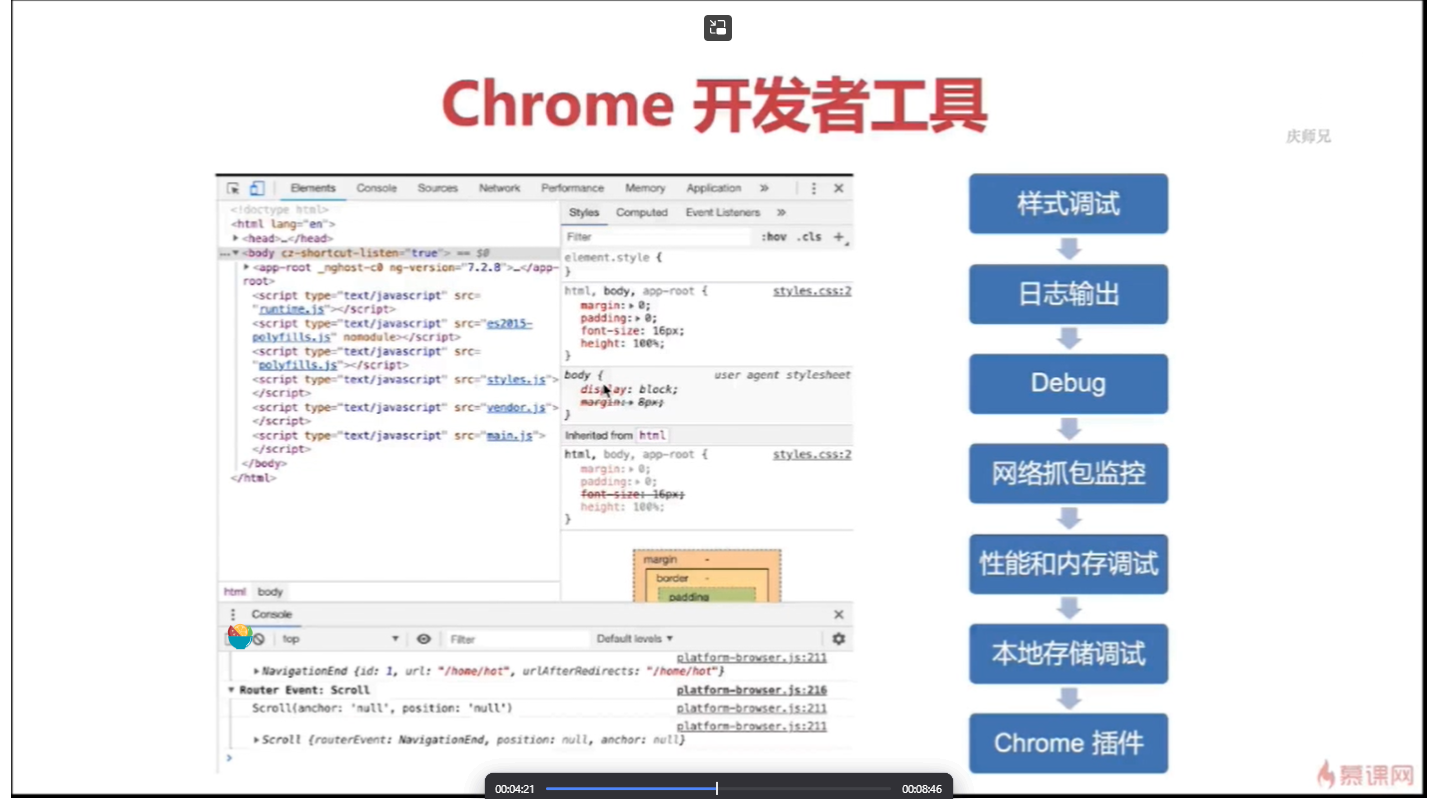 Chrome 开发者工具
庆师兄
Elements Console Sources Network Performance Memory Application »
<!doctype html>
<html lang="en">
<head>…</head>
…<body cz-shortcut-listen="true"> == $0
<app-root _nghost-c0 ng-version="7.2.8">…</app-
root>
<script type="text/javascript" src=
"runtime.js"></script>
<script type="text/javascript" src="es2015-
polyfills.js" nomodule></script>
<script type="text/javascript" src=
"polyfills.js"></script>
<script type="text/javascript" src="styles.js">
</script>
<script type="text/javascript" src="vendor.js">
</script>
<script type="text/javascript" src="main.js">
</script>
</body>
</html>
html body
Styles Computed Event Listeners »
Filter :hov .cls +
element.style {
}
html, body, app-root { styles.css:2
margin: 0;
padding: 0;
font-size: 16px;
height: 100%;
}
body { user agent stylesheet
display: block;
margin: 8px;
}
Inherited from html
html, body, app-root { styles.css:2
margin: 0;
padding: 0;
font-size: 16px;
height: 100%;
}
margin -
border -
padding
Console
top Filter Default levels
platform-browser.js:211
NavigationEnd {id: 1, url: "/home/hot", urlAfterRedirects: "/home/hot"}
Router Event: Scroll platform-browser.js:216
Scroll(anchor: 'null', position: 'null') platform-browser.js:211
platform-browser.js:211
Scroll {routerEvent: NavigationEnd, position: null, anchor: null}
>
样式调试
日志输出
Debug
网络抓包监控
性能和内存调试
本地存储调试
Chrome 插件
慕课网
00:04:21 00:08:46